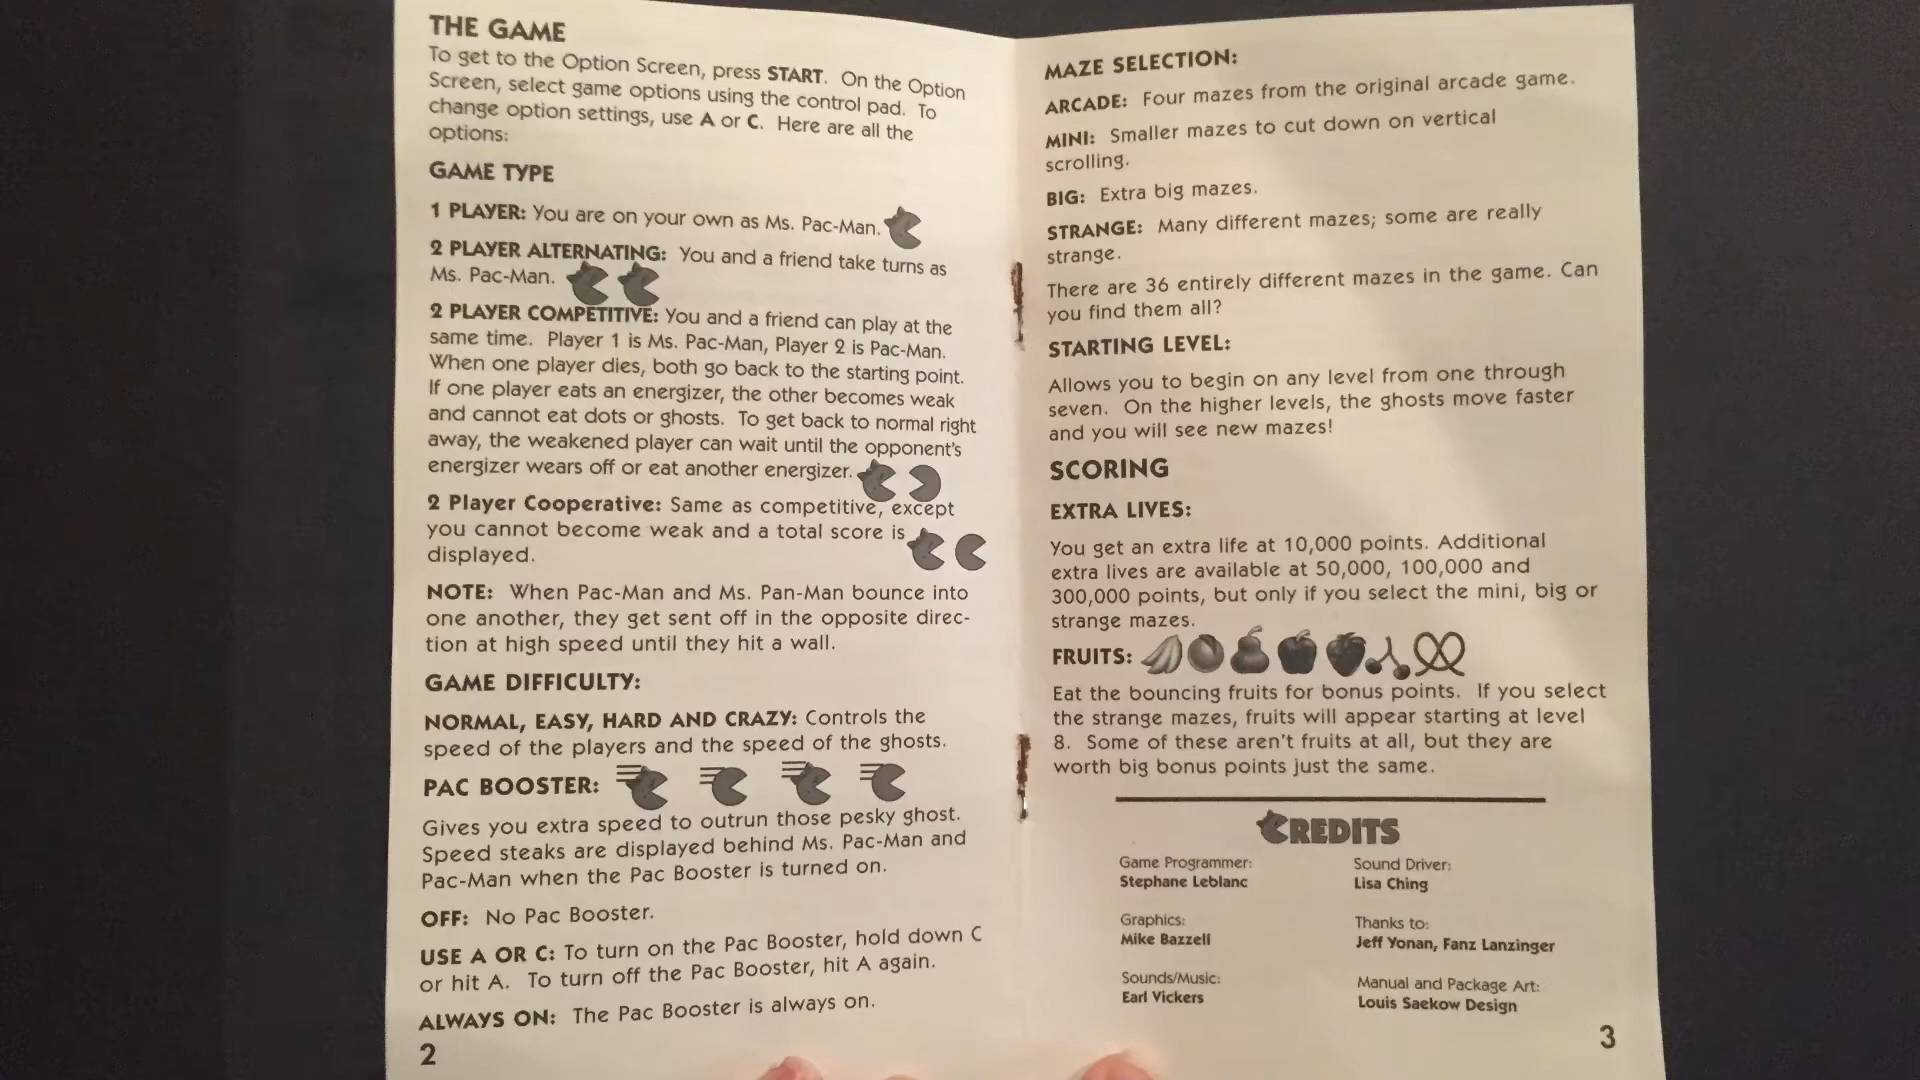 THE GAME
To get to the Option Screen, press START. On the Option
Screen, select game options using the control pad. To
change option settings, use A or C. Here are all the
options:
GAME TYPE
1 PLAYER: You are on your own as Ms. Pac-Man.
2 PLAYER ALTERNATING: You and a friend take turns as
Ms. Pac-Man.
2 PLAYER COMPETITIVE: You and a friend can play at the
same time. Player 1 is Ms. Pac-Man, Player 2 is Pac-Man.
When one player dies, both go back to the starting point.
If one player eats an energizer, the other becomes weak
and cannot eat dots or ghosts. To get back to normal right
away, the weakened player can wait until the opponent's
energizer wears off or eat another energizer.
2 Player Cooperative: Same as competitive, except
you cannot become weak and a total score is
displayed.
NOTE: When Pac-Man and Ms. Pan-Man bounce into
one another, they get sent off in the opposite direc-
tion at high speed until they hit a wall.
GAME DIFFICULTY:
NORMAL, EASY, HARD AND CRAZY: Controls the
speed of the players and the speed of the ghosts.
PAC BOOSTER:
Gives you extra speed to outrun those pesky ghost.
Speed steaks are displayed behind Ms. Pac-Man and
Pac-Man when the Pac Booster is turned on.
OFF: No Pac Booster.
USE A OR C: To turn on the Pac Booster, hold down C
or hit A. To turn off the Pac Booster, hit A again.
ALWAYS ON: The Pac Booster is always on.
2
MAZE SELECTION:
ARCADE: Four mazes from the original arcade game.
MINI: Smaller mazes to cut down on vertical
scrolling.
BIG: Extra big mazes.
STRANGE: Many different mazes; some are really
strange.
There are 36 entirely different mazes in the game. Can
you find them all?
STARTING LEVEL:
Allows you to begin on any level from one through
seven. On the higher levels, the ghosts move faster
and you will see new mazes!
SCORING
EXTRA LIVES:
You get an extra life at 10,000 points. Additional
extra lives are available at 50,000, 100,000 and
300,000 points, but only if you select the mini, big or
strange mazes.
FRUITS:
Eat the bouncing fruits for bonus points. If you select
the strange mazes, fruits will appear starting at level
8. Some of these aren't fruits at all, but they are
worth big bonus points just the same.
CREDITS
Game Programmer:
Stephane Leblanc
Graphics:
Mike Bazzell
Sounds/Music:
Earl Vickers
Sound Driver:
Lisa Ching
Thanks to:
Jeff Yonan, Fanz Lanzinger
Manual and Package Art:
Louis Saekow Design
3